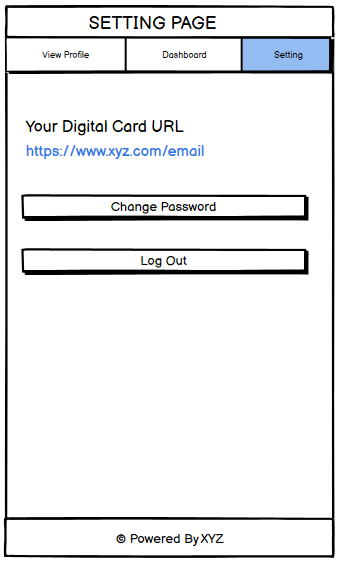 SETTING PAGE
View Profile Dashboard Setting
Your Digital Card URL
https://www.xyz.com/email
Change Password
Log Out
© Powered By XYZ